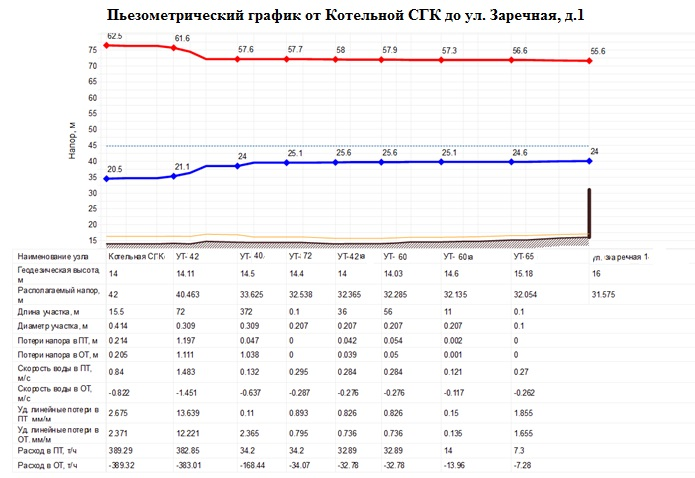 Пьезометрический график от Котельной СГК до ул. Заречная, д.1
62.5 61.6 57.6 57.7 58 57.9 57.3 56.6 55.6
75
70
65
60
55
50
45
40
35
30
25
20
15
Напор, м
20.5 21.1 24 25.1 25.6 25.6 25.1 24.6 24
Наименование узла Котельная СГК УТ- 42 УТ- 40 УТ- 72 УТ-42а УТ- 60 УТ- 60а УТ-65 ул. Заречная 1
Геодезическая высота, м 14 14.11 14.5 14.4 14 14.03 14.6 15.18 16
Располагаемый напор, м 42 40.463 33.625 32.538 32.365 32.285 32.135 32.054 31.575
Длина участка, м 15.5 72 372 0.1 36 56 11 0.1
Диаметр участка, м 0.414 0.309 0.309 0.207 0.207 0.207 0.207 0.1
Потери напора в ПТ, м 0.214 1.197 0.047 0 0.042 0.054 0.002 0
Потери напора в ОТ, м 0.205 1.111 1.038 0 0.039 0.05 0.001 0
Скорость воды в ПТ, м/с 0.84 1.483 0.132 0.295 0.284 0.284 0.121 0.27
Скорость воды в ОТ, м/с -0.822 -1.451 -0.637 -0.287 -0.276 -0.276 -0.117 -0.262
Уд. линейные потери в ПТ. мм/м 2.675 13.639 0.11 0.893 0.826 0.826 0.15 1.855
Уд. линейные потери в ОТ. мм/м 2.371 12.221 2.365 0.795 0.736 0.736 0.135 1.655
Расход в ПТ, т/ч 389.29 382.85 34.2 34.2 32.89 32.89 14 7.3
Расход в ОТ, т/ч -389.32 -383.01 -168.44 -34.07 -32.78 -32.78 -13.96 -7.28